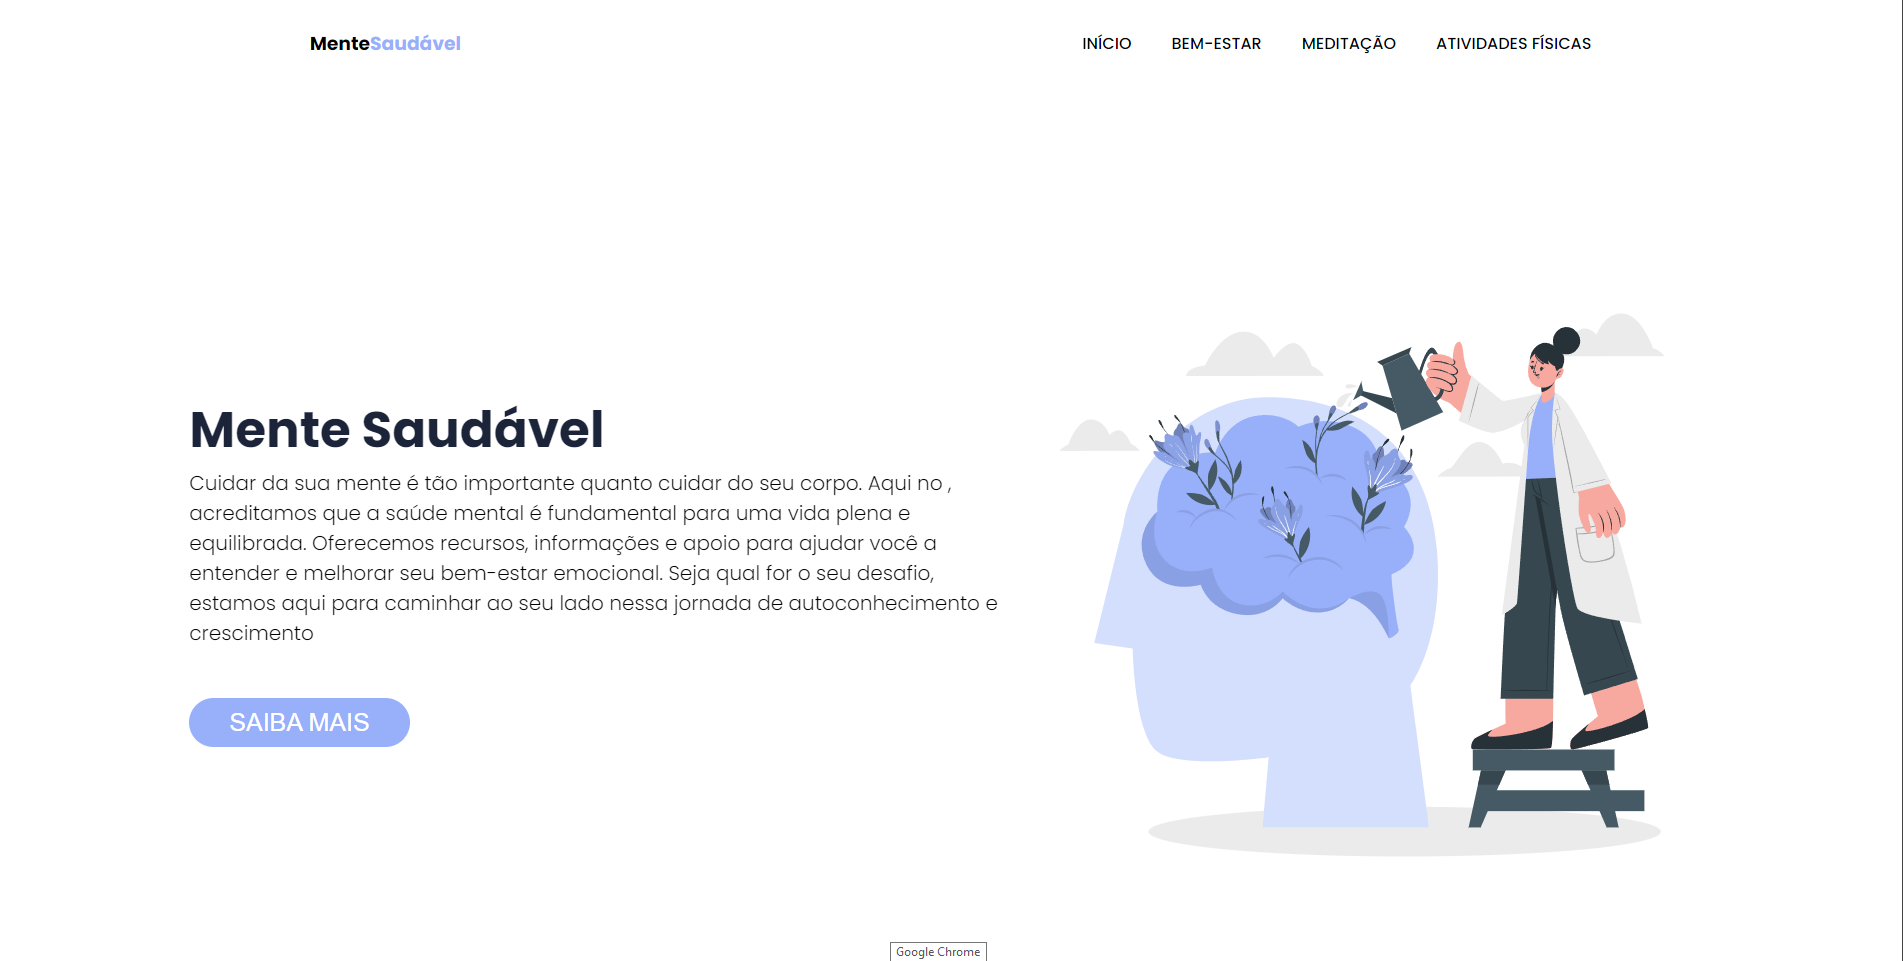 MenteSaudável
INÍCIO BEM-ESTAR MEDITAÇÃO ATIVIDADES FÍSICAS
Mente Saudável
Cuidar da sua mente é tão importante quanto cuidar do seu corpo. Aqui no ,
acreditamos que a saúde mental é fundamental para uma vida plena e
equilibrada. Oferecemos recursos, informações e apoio para ajudar você a
entender e melhorar seu bem-estar emocional. Seja qual for o seu desafio,
estamos aqui para caminhar ao seu lado nessa jornada de autoconhecimento e
crescimento
SAIBA MAIS
Google Chrome